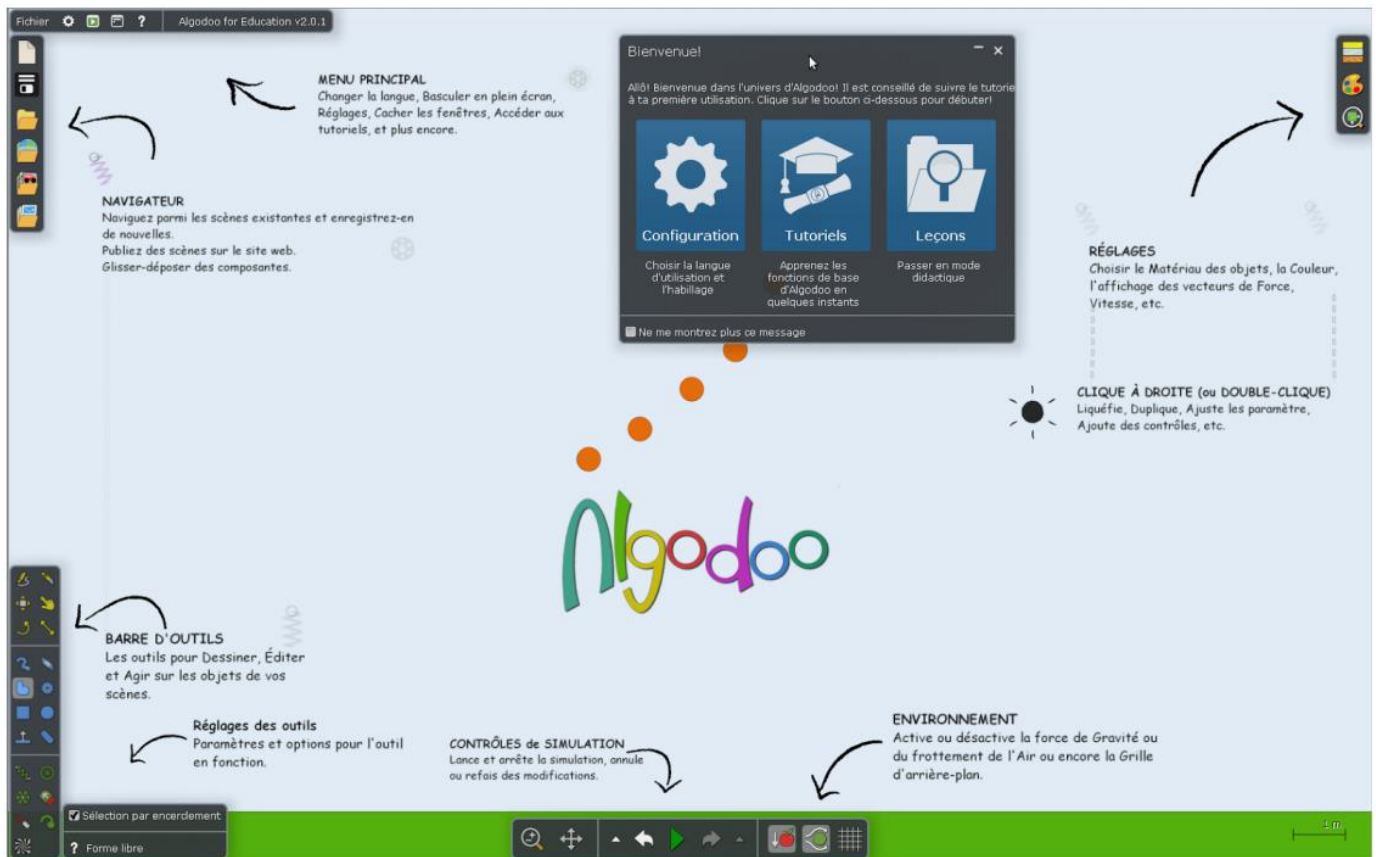 Fichier ? Algodoo for Education v2.0.1
MENU PRINCIPAL
Changer la langue, Basculer en plein écran,
Réglages, Cacher les fenêtres, Accéder aux
tutoriels, et plus encore.
Bienvenue!
Allô! Bienvenue dans l'univers d'Algodoo! Il est conseillé de suivre le tutorie
à ta première utilisation. Clique sur le bouton ci-dessous pour débuter!
Configuration
Choisir la langue
d'utilisation et
l'habillage
Tutoriels
Apprenez les
fonctions de base
d'Algodoo en
quelques instants
Leçons
Passer en mode
didactique
Ne me montrez plus ce message
NAVIGATEUR
Naviguez parmi les scènes existantes et enregistrez-en
de nouvelles.
Publiez des scènes sur le site web.
Glisser-déposer des composantes.
RÉGLAGES
Choisir le Matériau des objets, la Couleur,
l'affichage des vecteurs de Force,
Vitesse, etc.
CLIQUE À DROITE (ou DOUBLE-CLIQUE)
Liquéfie, Duplique, Ajuste les paramètre,
Ajoute des contrôles, etc.
Algodoo
BARRE D'OUTILS
Les outils pour Dessiner, Éditer
et Agir sur les objets de vos
scènes.
Réglages des outils
Paramètres et options pour l'outil
en fonction.
CONTRÔLES de SIMULATION
Lance et arrête la simulation, annule
ou refais des modifications.
ENVIRONNEMENT
Active ou désactive la force de Gravité ou
du frottement de l'Air ou encore la Grille
d'arrière-plan.
Sélection par encerclement
? Forme libre
1 m